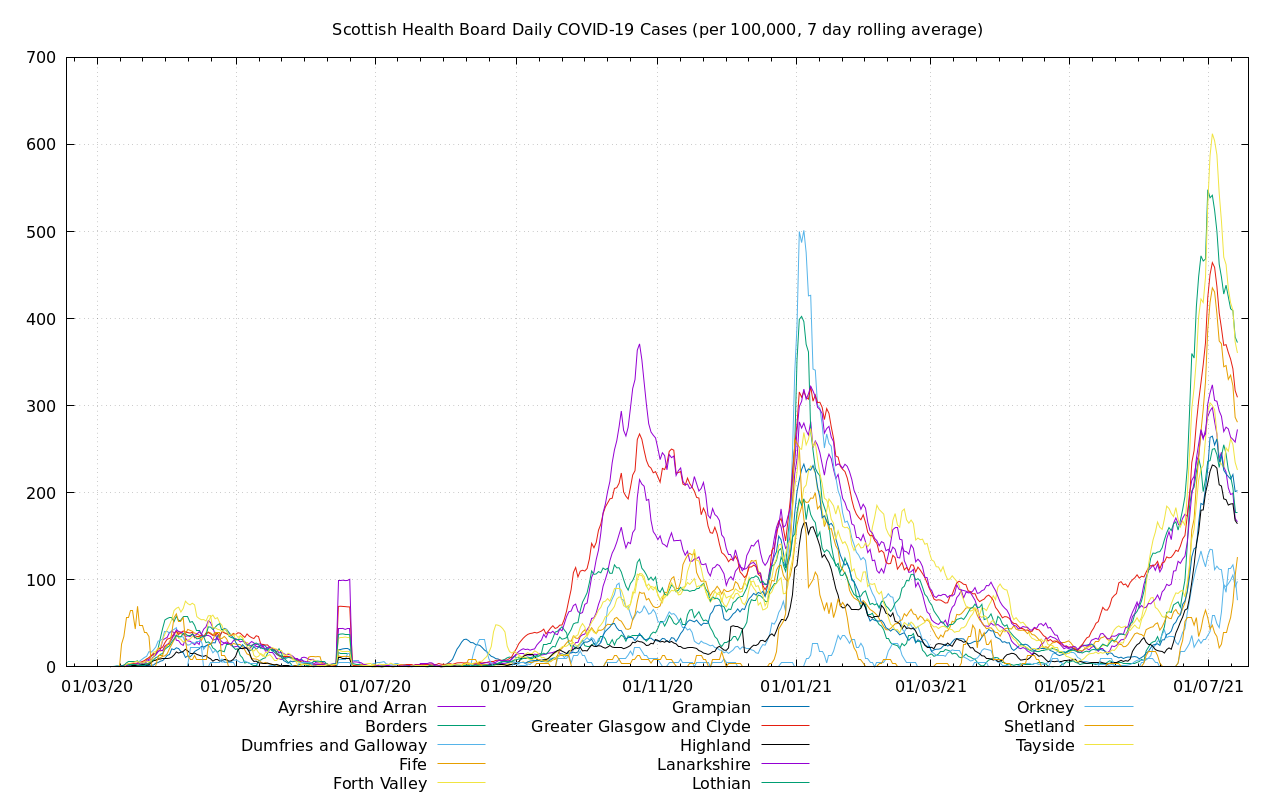 Scottish Health Board Daily COVID-19 Cases (per 100,000, 7 day rolling average)
700
600
500
400
300
200
100
0
01/03/20 01/05/20 01/07/20 01/09/20 01/11/20 01/01/21 01/03/21 01/05/21 01/07/21
Ayrshire and Arran Grampian Orkney
Borders Greater Glasgow and Clyde Shetland
Dumfries and Galloway Highland Tayside
Fife Lanarkshire
Forth Valley Lothian